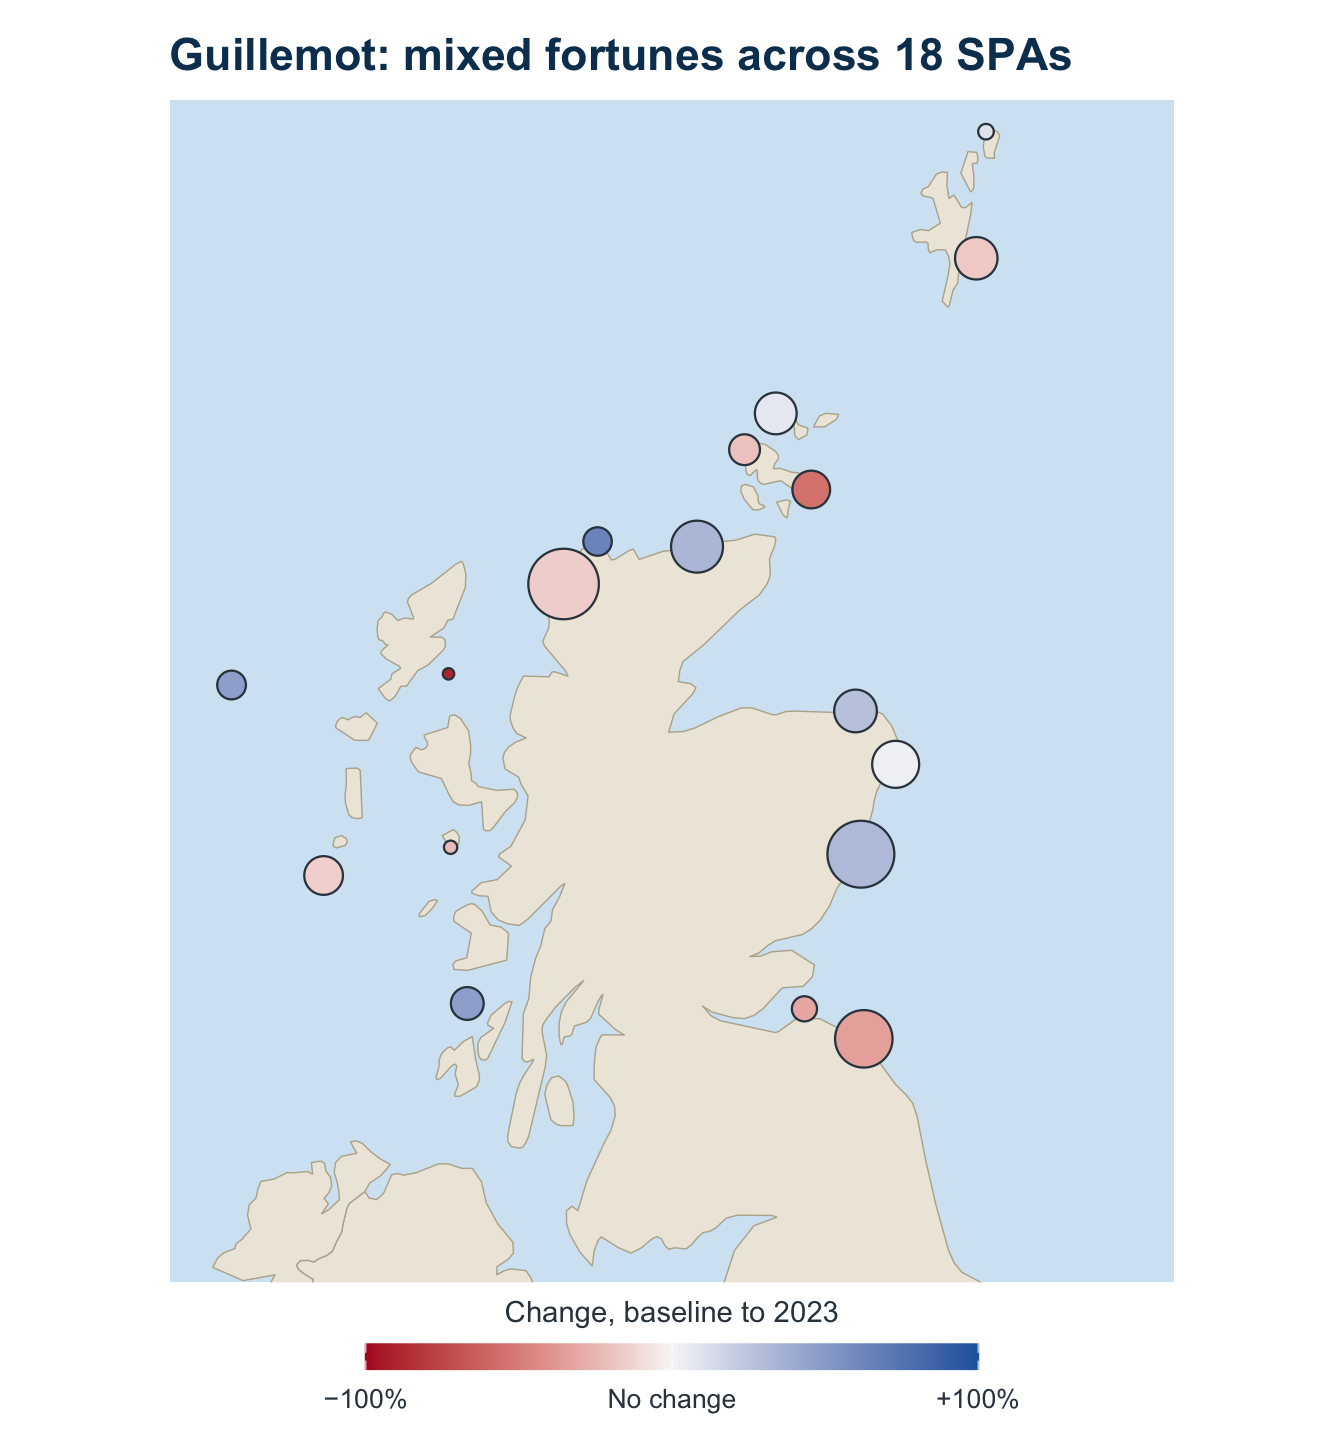 Guillemot: mixed fortunes across 18 SPAs
Change, baseline to 2023
−100% No change +100%